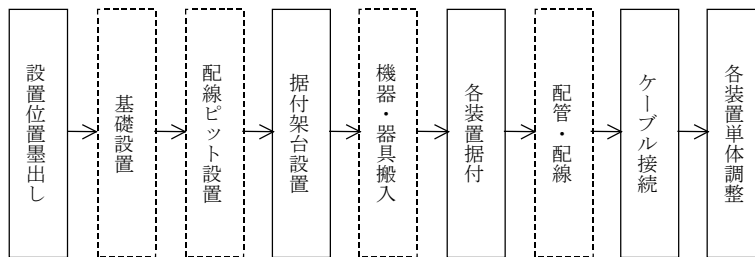 設置位置墨出し
基礎設置
配線ピット設置
据付架台設置
機器・器具搬入
各装置据付
配管・配線
ケーブル接続
各装置単体調整